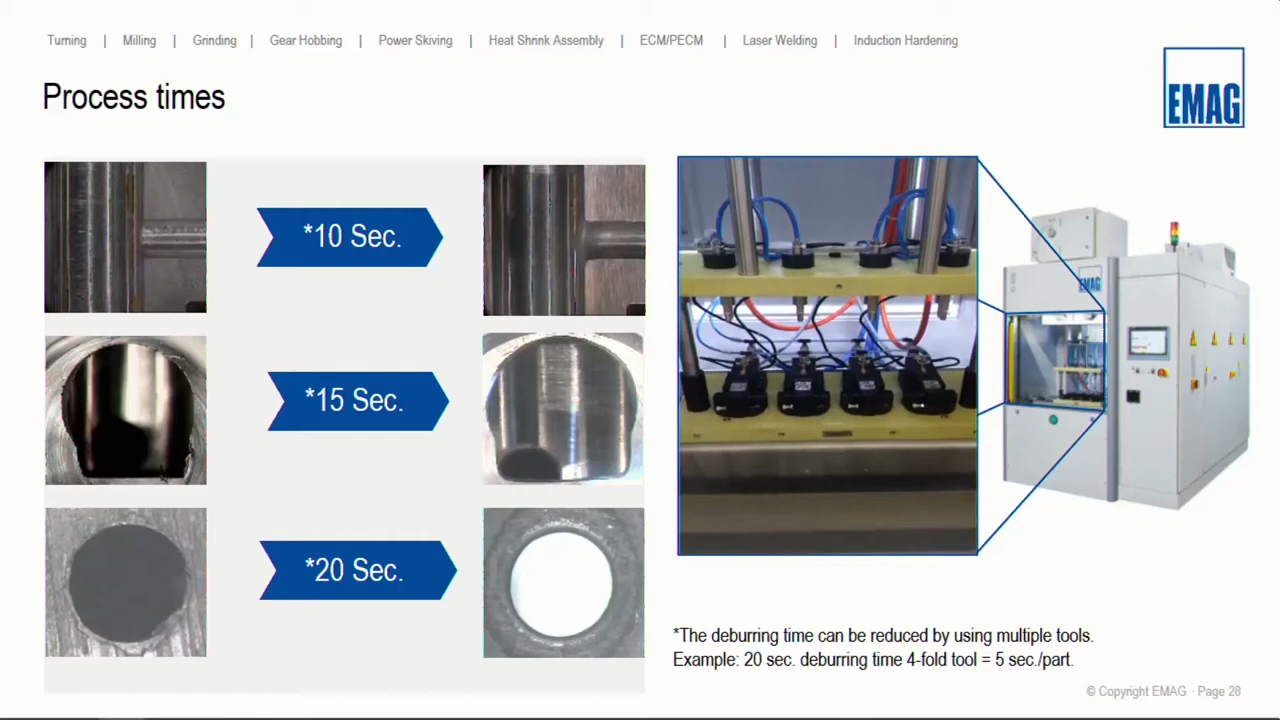 Turning | Milling | Grinding | Gear Hobbing | Power Skiving | Heat Shrink Assembly | ECM/PECM | Laser Welding | Induction Hardening
EMAG
Process times
*10 Sec.
*15 Sec.
*20 Sec.
EMAG
*The deburring time can be reduced by using multiple tools.
Example: 20 sec. deburring time 4-fold tool = 5 sec./part.
© Copyright EMAG · Page 28